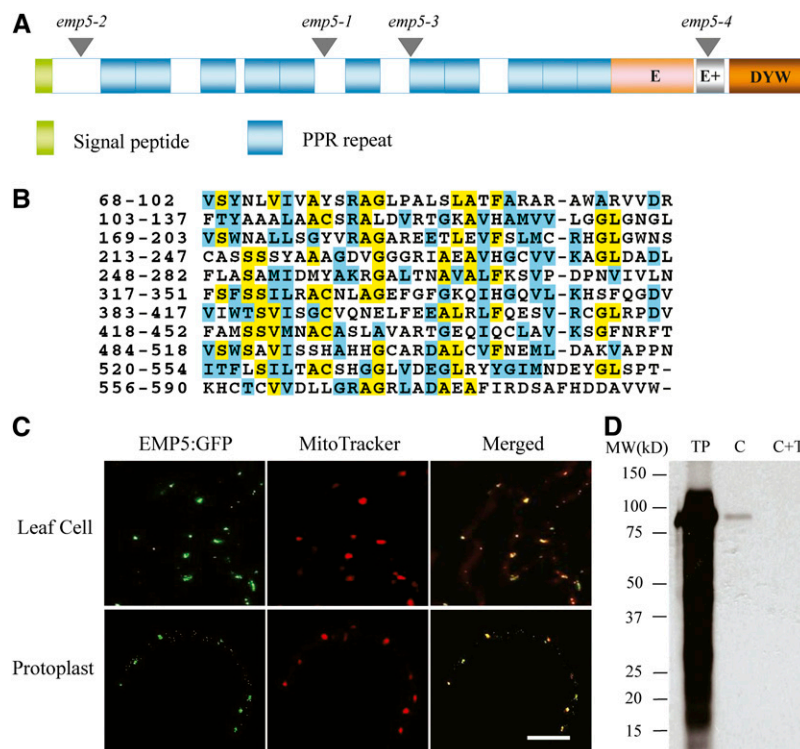 A
emp5-2
emp5-1
emp5-3
emp5-4
E
E+
DYW
Signal peptide
PPR repeat
B
68-102 VSYNLVIVAYSRAGLPALSLATFARAR-AWARVVDR
103-137 FTYAAALAACSRALDVRTGKAVHAMVV-LGGLGNGL
169-203 VSWNALLSGYVRAGAREETLEVFSLMC-RHGLGWNS
213-247 CASSSSYAAAGDVGGRIAEAVHGCVV-KAGLDADL
248-282 FLASAMIDMYAKRGALTNAVALFKSVP-DPNVIVLN
317-351 FSFSSILRACNLAGEFGFGKQIHGQVL-KHSFQGDV
383-417 VIWTSVISGCVQNELFEEALRLFQESV-RCGLRPDV
418-452 FAMSSVMNACASLAVARTGEQIQCLAV-KSGFNRFT
484-518 VSWSAVISSHAHHGCARDALCVFNEML-DAKVAPPN
520-554 ITFLSILTACSHGGLVDEGLRYYGIMNDEYGLSPT-
556-590 KHCTCVVDLLGRAGRLADAEAFIRDSAFHDDAVVW-
C
EMP5:GFP
MitoTracker
Merged
Leaf Cell
Protoplast
D
MW(kD)
TP
C
C+T
150
100
75
50
37
25
20
15